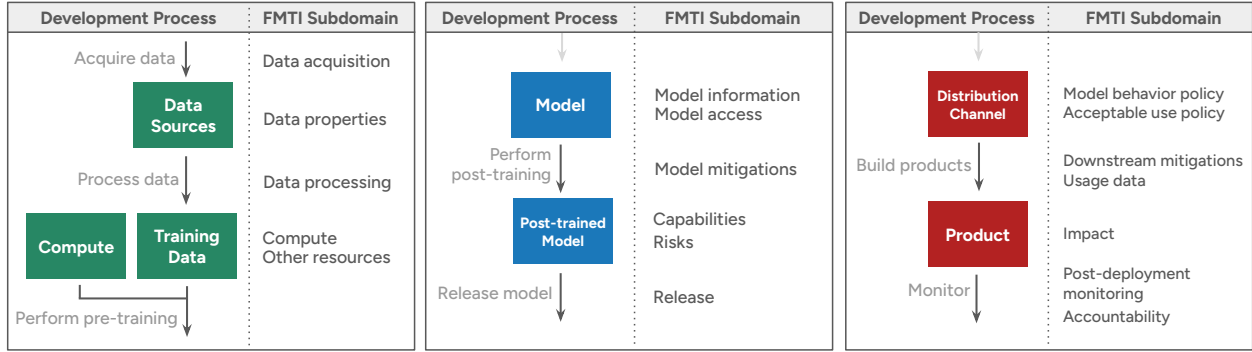 Development Process
FMTI Subdomain
Acquire data
Data acquisition
Data
Sources
Data properties
Process data
Data processing
Compute
Training
Data
Compute
Other resources
Perform pre-training
Development Process
FMTI Subdomain
Model
Model information
Model access
Perform
post-training
Model mitigations
Post-trained
Model
Capabilities
Risks
Release model
Release
Development Process
FMTI Subdomain
Distribution
Channel
Model behavior policy
Acceptable use policy
Build products
Downstream mitigations
Usage data
Product
Impact
Monitor
Post-deployment
monitoring
Accountability